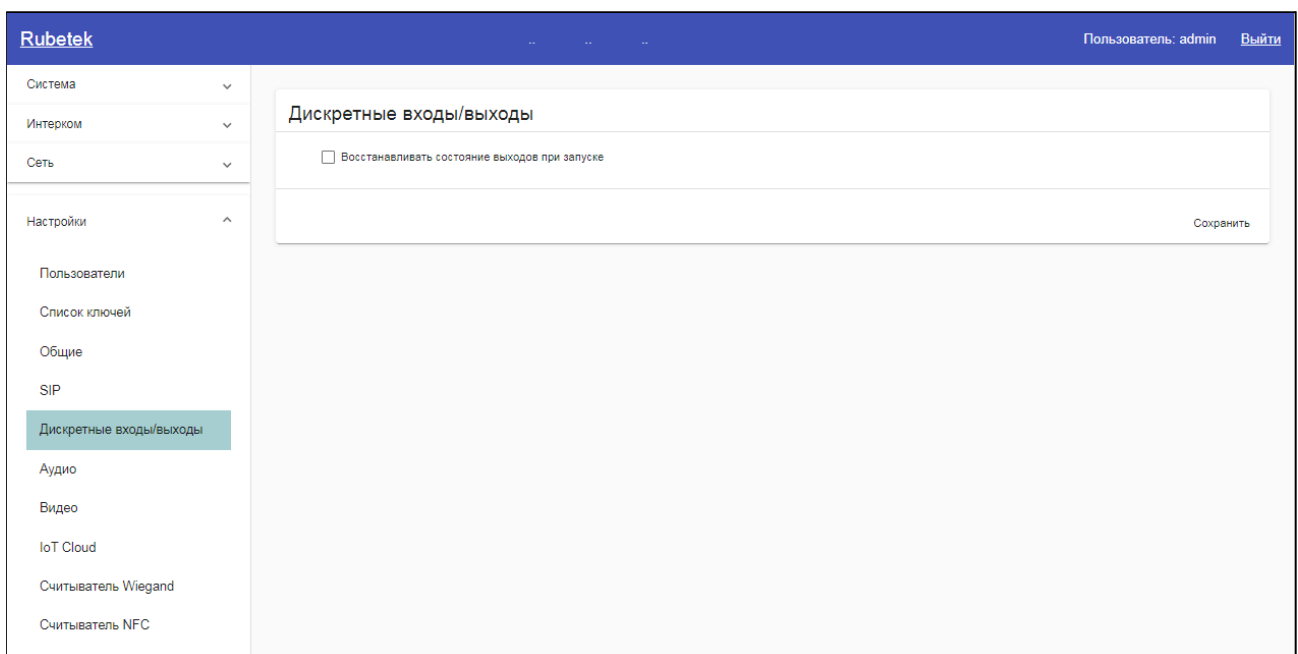 Rubetek
.. .. ..
Пользователь: admin Выйти
Система
Интерком
Сеть
Настройки
Пользователи
Список ключей
Общие
SIP
Дискретные входы/выходы
Аудио
Видео
IoT Cloud
Считыватель Wiegand
Считыватель NFC
Дискретные входы/выходы
Восстанавливать состояние выходов при запуске
Сохранить